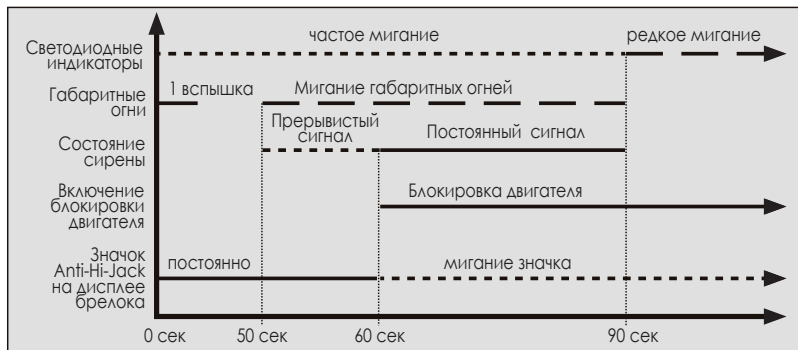 Светодиодные
индикаторы
частое мигание
редкое мигание
Габаритные
огни
1 вспышка
Мигание габаритных огней
Состояние
сирены
Прерывистый
сигнал
Постоянный сигнал
Включение
блокировки
двигателя
Блокировка двигателя
Значок
Anti-Hi-Jack
на дисплее
брелока
постоянно
мигание значка
0 сек
50 сек
60 сек
90 сек